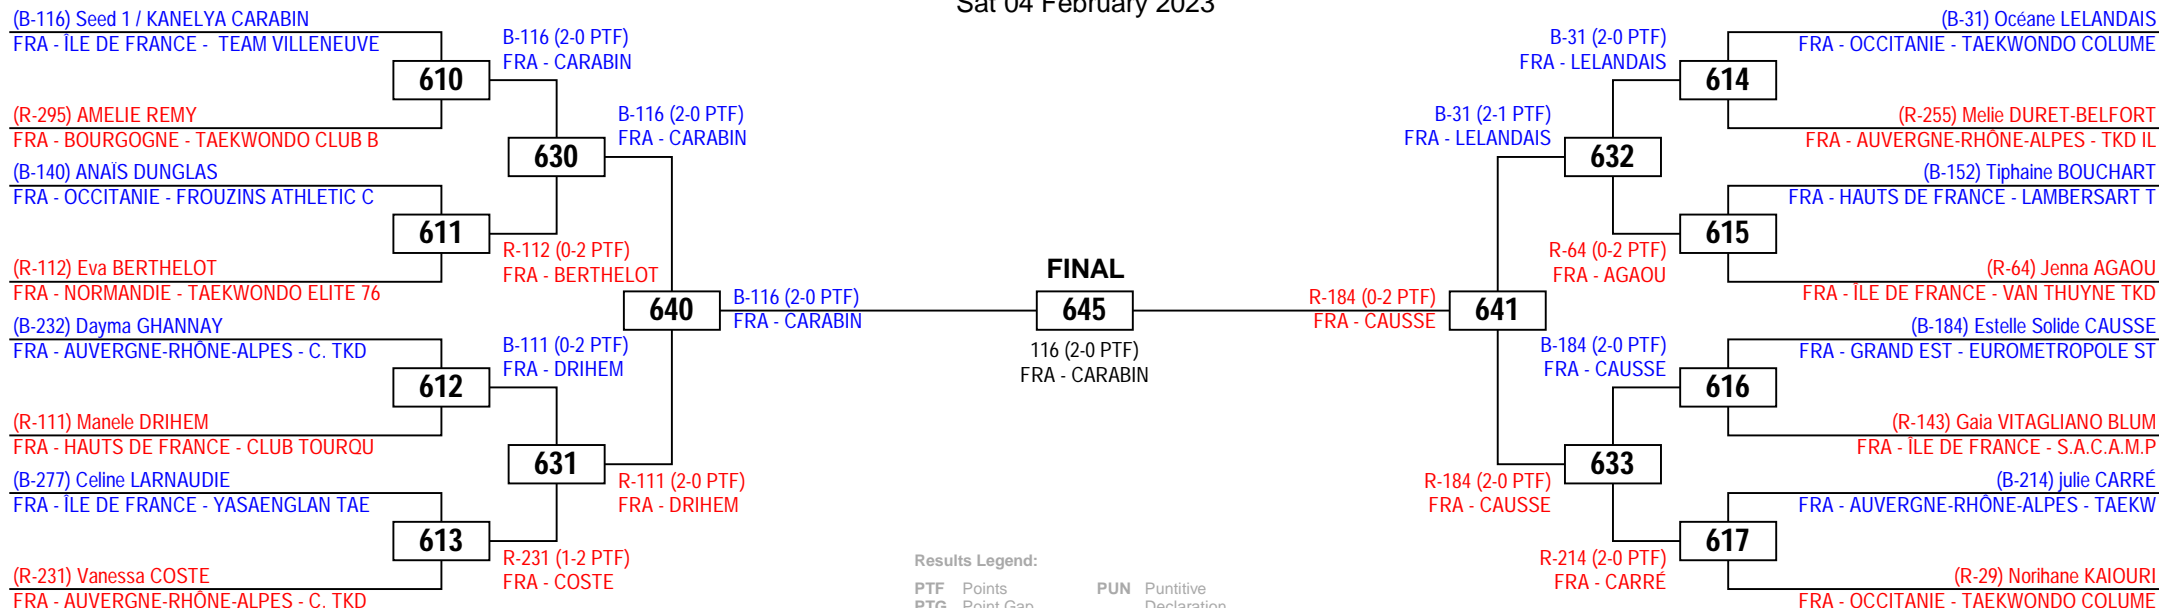 Sat 04 February 2023
(B-116) Seed 1 / KANELYA CARABIN
FRA - ÎLE DE FRANCE - TEAM VILLENEUVE
610
(R-295) AMELIE REMY
FRA - BOURGOGNE - TAEKWONDO CLUB B
(B-140) ANAÏS DUNGLAS
FRA - OCCITANIE - FROUZINS ATHLETIC C
611
(R-112) Eva BERTHELOT
FRA - NORMANDIE - TAEKWONDO ELITE 76
(B-232) Dayma GHANNAY
FRA - AUVERGNE-RHÔNE-ALPES - C. TKD
612
(R-111) Manele DRIHEM
FRA - HAUTS DE FRANCE - CLUB TOURQU
(B-277) Celine LARNAUDIE
FRA - ÎLE DE FRANCE - YASAENGLAN TAE
613
(R-231) Vanessa COSTE
FRA - AUVERGNE-RHÔNE-ALPES - C. TKD
B-116 (2-0 PTF)
FRA - CARABIN
630
R-112 (0-2 PTF)
FRA - BERTHELOT
B-111 (0-2 PTF)
FRA - DRIHEM
631
R-231 (1-2 PTF)
FRA - COSTE
B-116 (2-0 PTF)
FRA - CARABIN
640
R-111 (2-0 PTF)
FRA - DRIHEM
B-116 (2-0 PTF)
FRA - CARABIN
FINAL
645
116 (2-0 PTF)
FRA - CARABIN
R-184 (0-2 PTF)
FRA - CAUSSE
B-31 (2-1 PTF)
FRA - LELANDAIS
641
R-184 (2-0 PTF)
FRA - CAUSSE
B-31 (2-0 PTF)
FRA - LELANDAIS
632
R-64 (0-2 PTF)
FRA - AGAOU
B-184 (2-0 PTF)
FRA - CAUSSE
633
R-214 (2-0 PTF)
FRA - CARRÉ
(B-31) Océane LELANDAIS
FRA - OCCITANIE - TAEKWONDO COLUME
614
(R-255) Melie DURET-BELFORT
FRA - AUVERGNE-RHÔNE-ALPES - TKD IL
(B-152) Tiphaine BOUCHART
FRA - HAUTS DE FRANCE - LAMBERSART T
615
(R-64) Jenna AGAOU
FRA - ÎLE DE FRANCE - VAN THUYNE TKD
(B-184) Estelle Solide CAUSSE
FRA - GRAND EST - EUROMETROPOLE ST
616
(R-143) Gaia VITAGLIANO BLUM
FRA - ÎLE DE FRANCE - S.A.C.A.M.P
(B-214) julie CARRÉ
FRA - AUVERGNE-RHÔNE-ALPES - TAEKW
617
(R-29) Norihane KAIOURI
FRA - OCCITANIE - TAEKWONDO COLUME
Results Legend:
PTF Points PUN Puntitive
PTG Point Gap Declaration